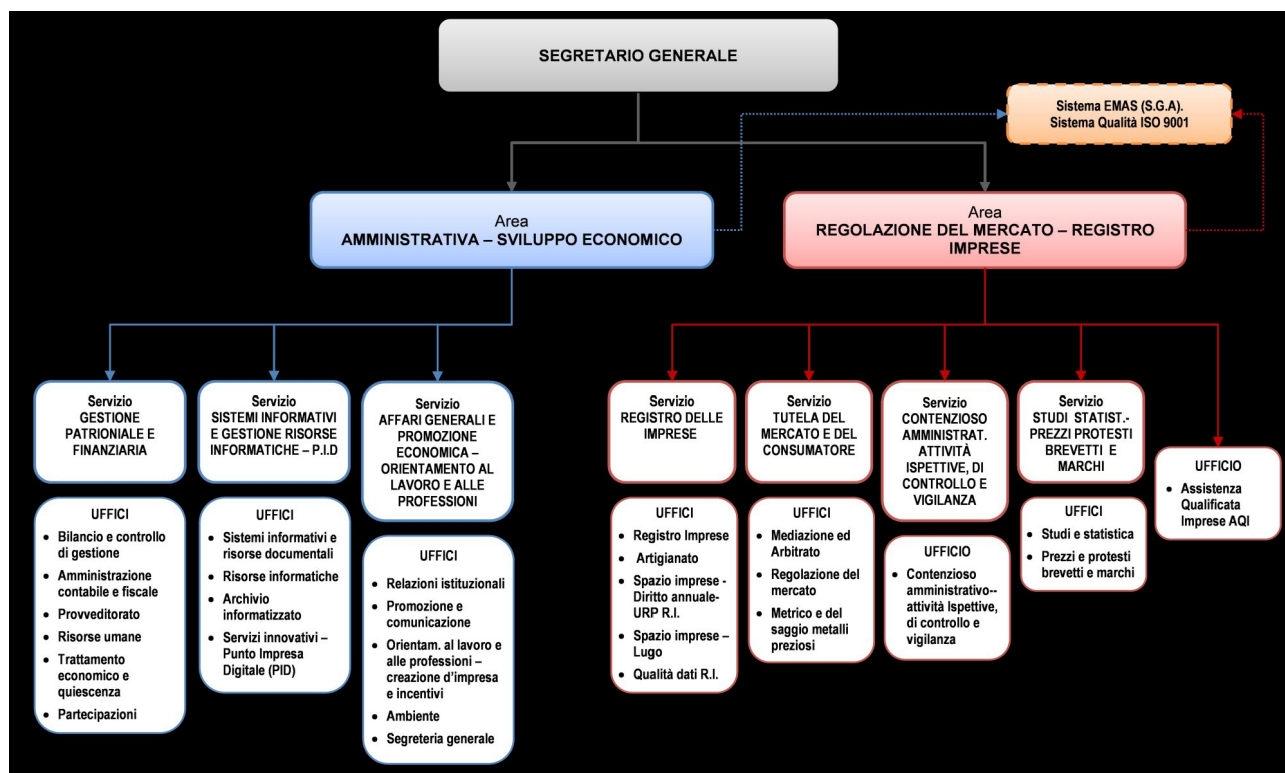 SEGRETARIO GENERALE
Sistema EMAS (S.G.A).
Sistema Qualità ISO 9001
Area
AMMINISTRATIVA – SVILUPPO ECONOMICO
Area
REGOLAZIONE DEL MERCATO – REGISTRO
IMPRESE
Servizio
GESTIONE
PATRIONIALE E
FINANZIARIA
UFFICI
• Bilancio e controllo
di gestione
• Amministrazione
contabile e fiscale
• Provveditorato
• Risorse umane
• Trattamento
economico e
quiescenza
• Partecipazioni
Servizio
SISTEMI INFORMATIVI
E GESTIONE RISORSE
INFORMATICHE – P.I.D
UFFICI
• Sistemi informativi e
risorse documentali
• Risorse informatiche
• Archivio
informatizzato
• Servizi innovativi –
Punto Impresa
Digitale (PID)
Servizio
AFFARI GENERALI E
PROMOZIONE
ECONOMICA –
ORIENTAMENTO AL
LAVORO E ALLE
PROFESSIONI
UFFICI
• Relazioni istituzionali
• Promozione e
comunicazione
• Orientam. al lavoro e
alle professioni –
creazione d'impresa
e incentivi
• Ambiente
• Segreteria generale
Servizio
REGISTRO DELLE
IMPRESE
UFFICI
• Registro Imprese
• Artigianato
• Spazio imprese -
Diritto annuale-
URP R.I.
• Spazio imprese –
Lugo
• Qualità dati R.I.
Servizio
TUTELA DEL
MERCATO E DEL
CONSUMATORE
UFFICI
• Mediazione ed
Arbitrato
• Regolazione del
mercato
• Metrico e del
saggio metalli
preziosi
Servizio
CONTENZIOSO
AMMINISTRAT.
ATTIVITÀ
ISPETTIVE, DI
CONTROLLO E
VIGILANZA
UFFICIO
• Contenzioso
amministrativo--
attività Ispettive,
di controllo e
vigilanza
Servizio
STUDI STATIST.-
PREZZI PROTESTI
BREVETTI E
MARCHI
UFFICI
• Studi e statistica
• Prezzi e protesti
brevetti e marchi
UFFICIO
• Assistenza
Qualificata
Imprese AQI